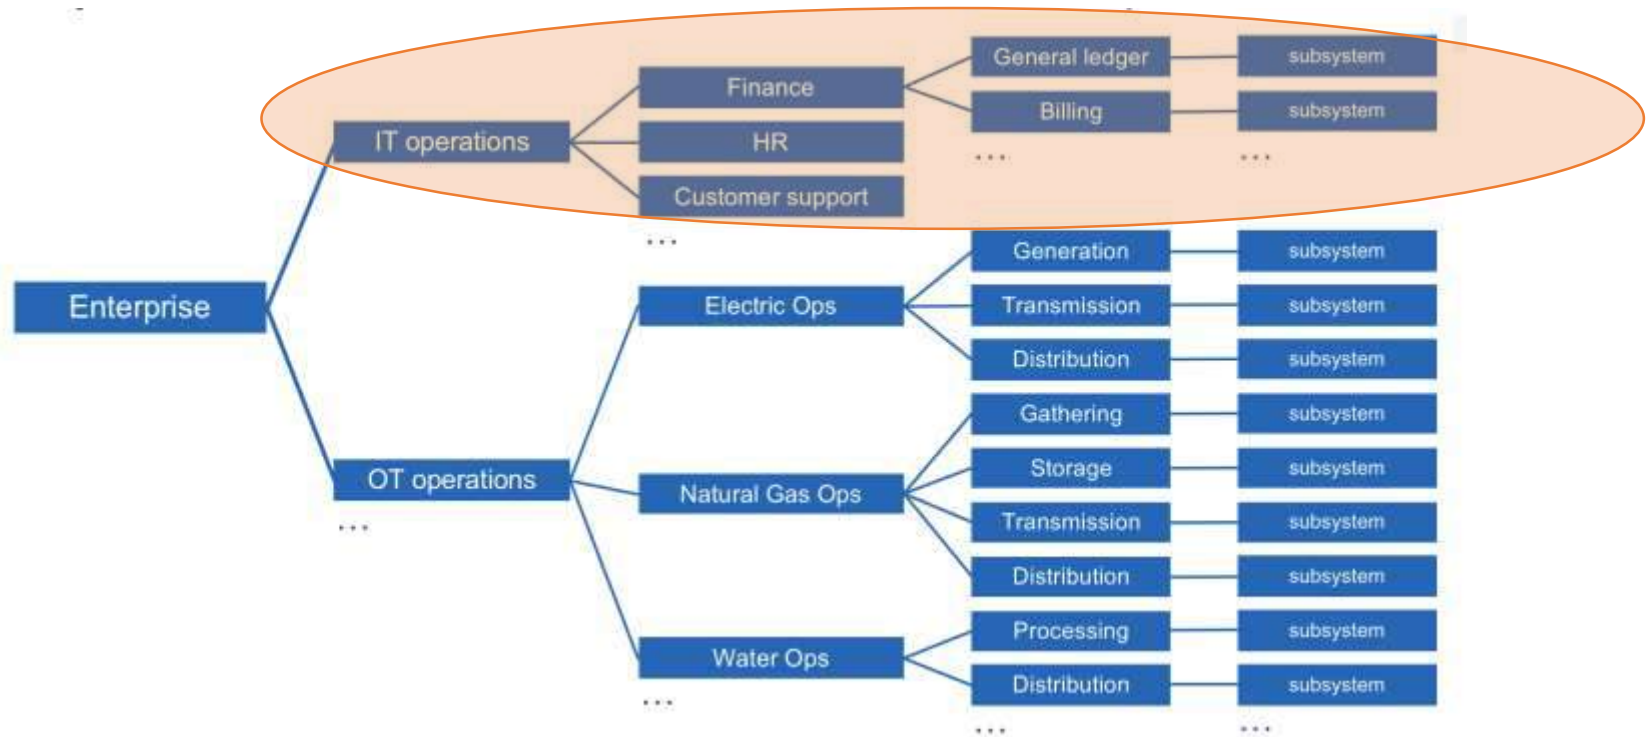 General ledger
subsystem
Finance
Billing
subsystem
IT operations
HR
...
...
Customer support
...
Generation
subsystem
Enterprise
Electric Ops
Transmission
subsystem
Distribution
subsystem
Gathering
subsystem
OT operations
Storage
subsystem
...
Natural Gas Ops
Transmission
subsystem
Distribution
subsystem
Processing
subsystem
Water Ops
Distribution
subsystem
...
...
...